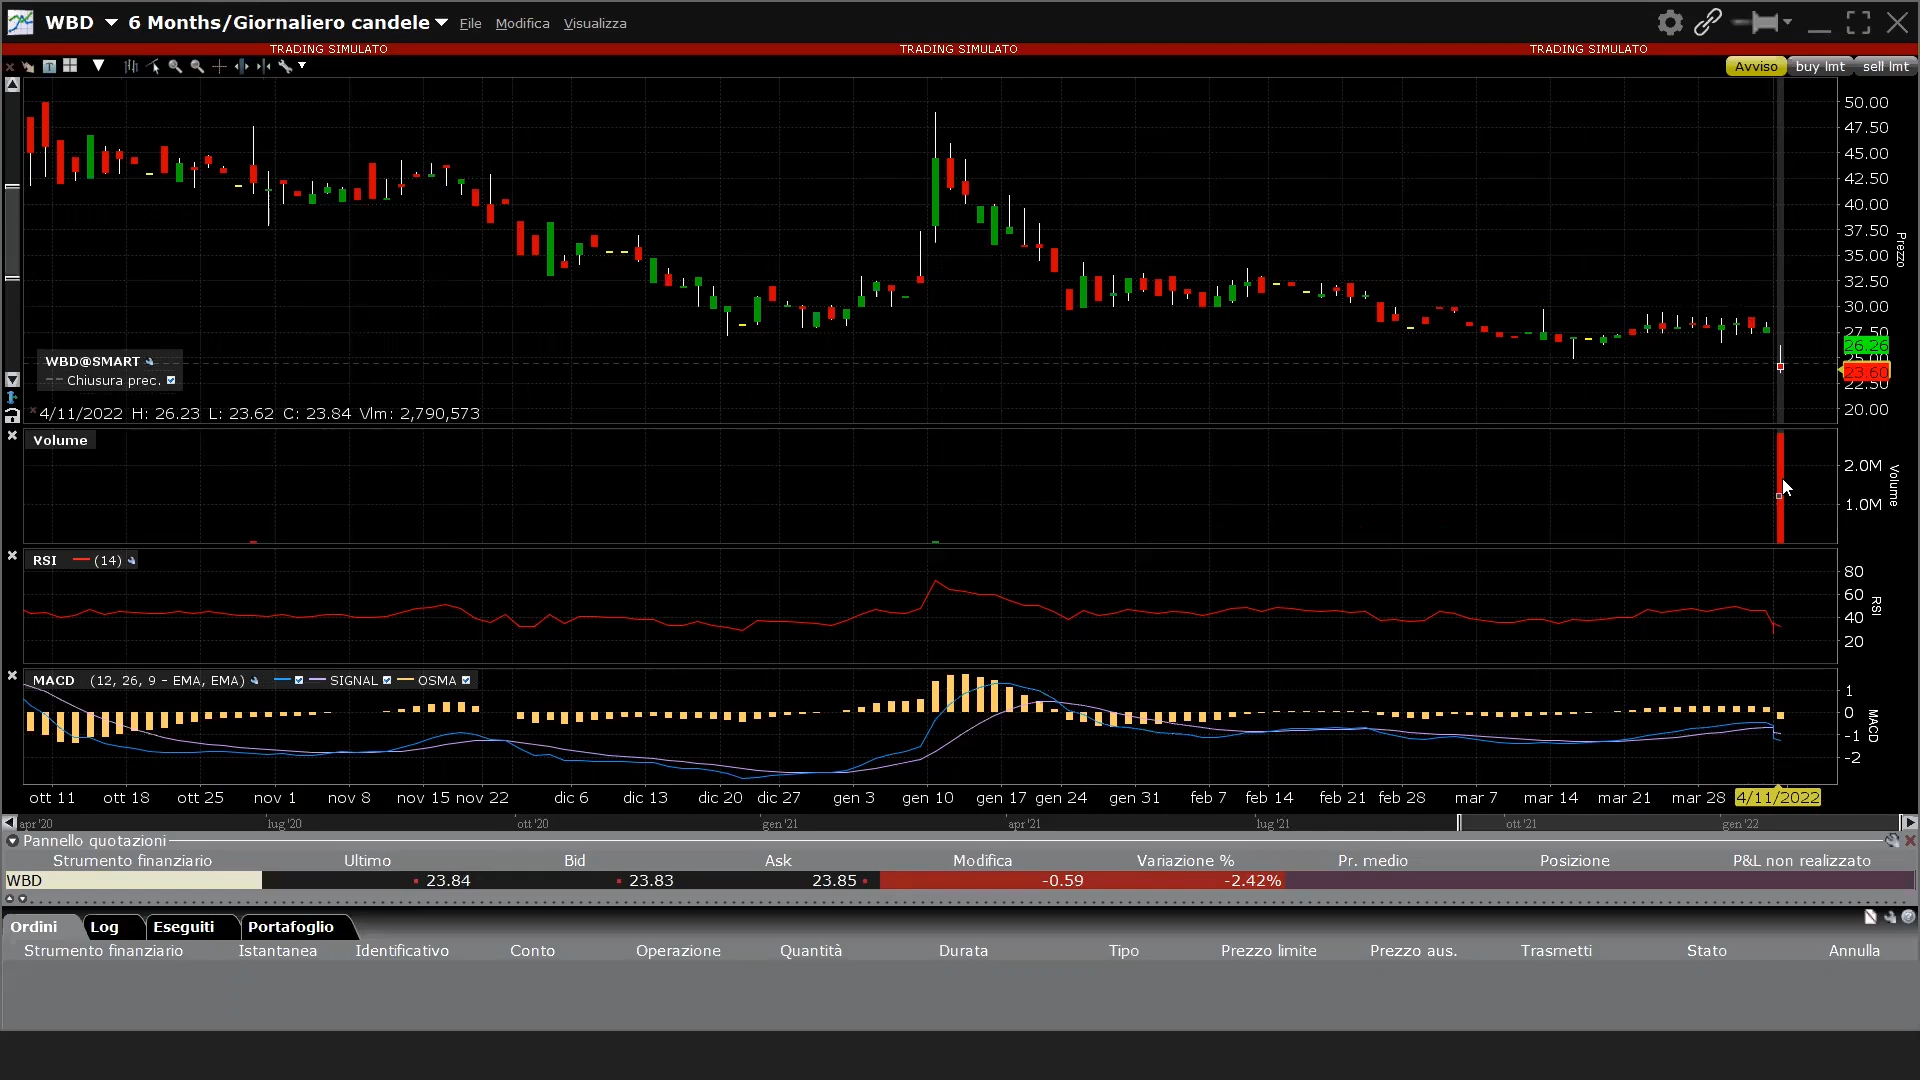 WBD 6 Months/Giornaliero candele File Modifica Visualizza
TRADING SIMULATO TRADING SIMULATO TRADING SIMULATO
Avviso buy lmt sell lmt
50.00
47.50
45.00
42.50
40.00
37.50
35.00
32.50
30.00
27.50
26.26
25.00
23.60
22.50
20.00
Prezzo
WBD@SMART
Chiusura prec.
4/11/2022 H: 26.23 L: 23.62 C: 23.84 Vlm: 2,790,573
Volume
2.0M
1.0M
Volume
RSI (14)
80
60
40
20
RSI
MACD (12, 26, 9 - EMA, EMA) SIGNAL OSMA
1
0
-1
-2
MACD
ott 11 ott 18 ott 25 nov 1 nov 8 nov 15 nov 22 dic 6 dic 13 dic 20 dic 27 gen 3 gen 10 gen 17 gen 24 gen 31 feb 7 feb 14 feb 21 feb 28 mar 7 mar 14 mar 21 mar 28 4/11/2022
apr '20 lug '20 ott '20 gen '21 apr '21 lug '21 ott '21 gen '22
Pannello quotazioni
Strumento finanziario Ultimo Bid Ask Modifica Variazione % Pr. medio Posizione P&L non realizzato
WBD 23.84 23.83 23.85 -0.59 -2.42%
Ordini Log Eseguiti Portafoglio
Strumento finanziario Istantanea Identificativo Conto Operazione Quantità Durata Tipo Prezzo limite Prezzo aus. Trasmetti Stato Annulla